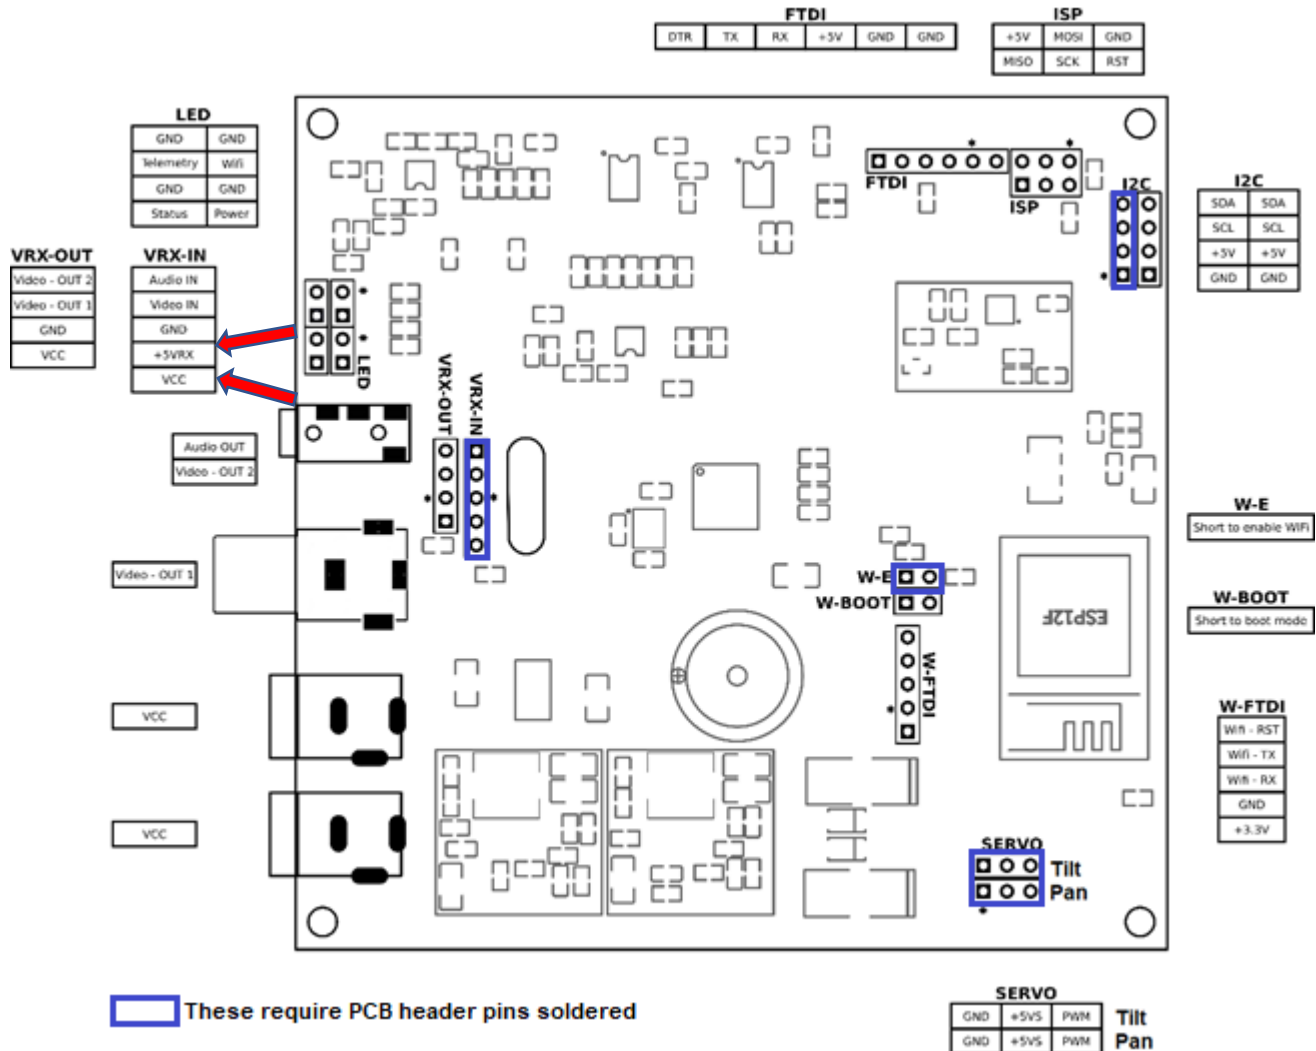 FTDI
DTR TX RX +5V GND GND
ISP
+5V MOSI GND
MISO SCK RST
LED
GND GND
Telemetry Wifi
GND GND
Status Power
VRX-OUT
Video - OUT 2
Video - OUT 1
GND
VCC
VRX-IN
Audio IN
Video IN
GND
+5VRX
VCC
Audio OUT
Video - OUT 2
Video - OUT 1
VCC
VCC
FTDI
ISP
I2C
LED
VRX-OUT
VRX-IN
W-E
W-BOOT
W-FTDI
ESP12F
SERVO
Tilt
Pan
I2C
SDA SDA
SCL SCL
+5V +5V
GND GND
W-E
Short to enable WiFi
W-BOOT
Short to boot mode
W-FTDI
Wifi - RST
Wifi - TX
Wifi - RX
GND
+3.3V
These require PCB header pins soldered
SERVO
GND +5VS PWM Tilt
GND +5VS PWM Pan